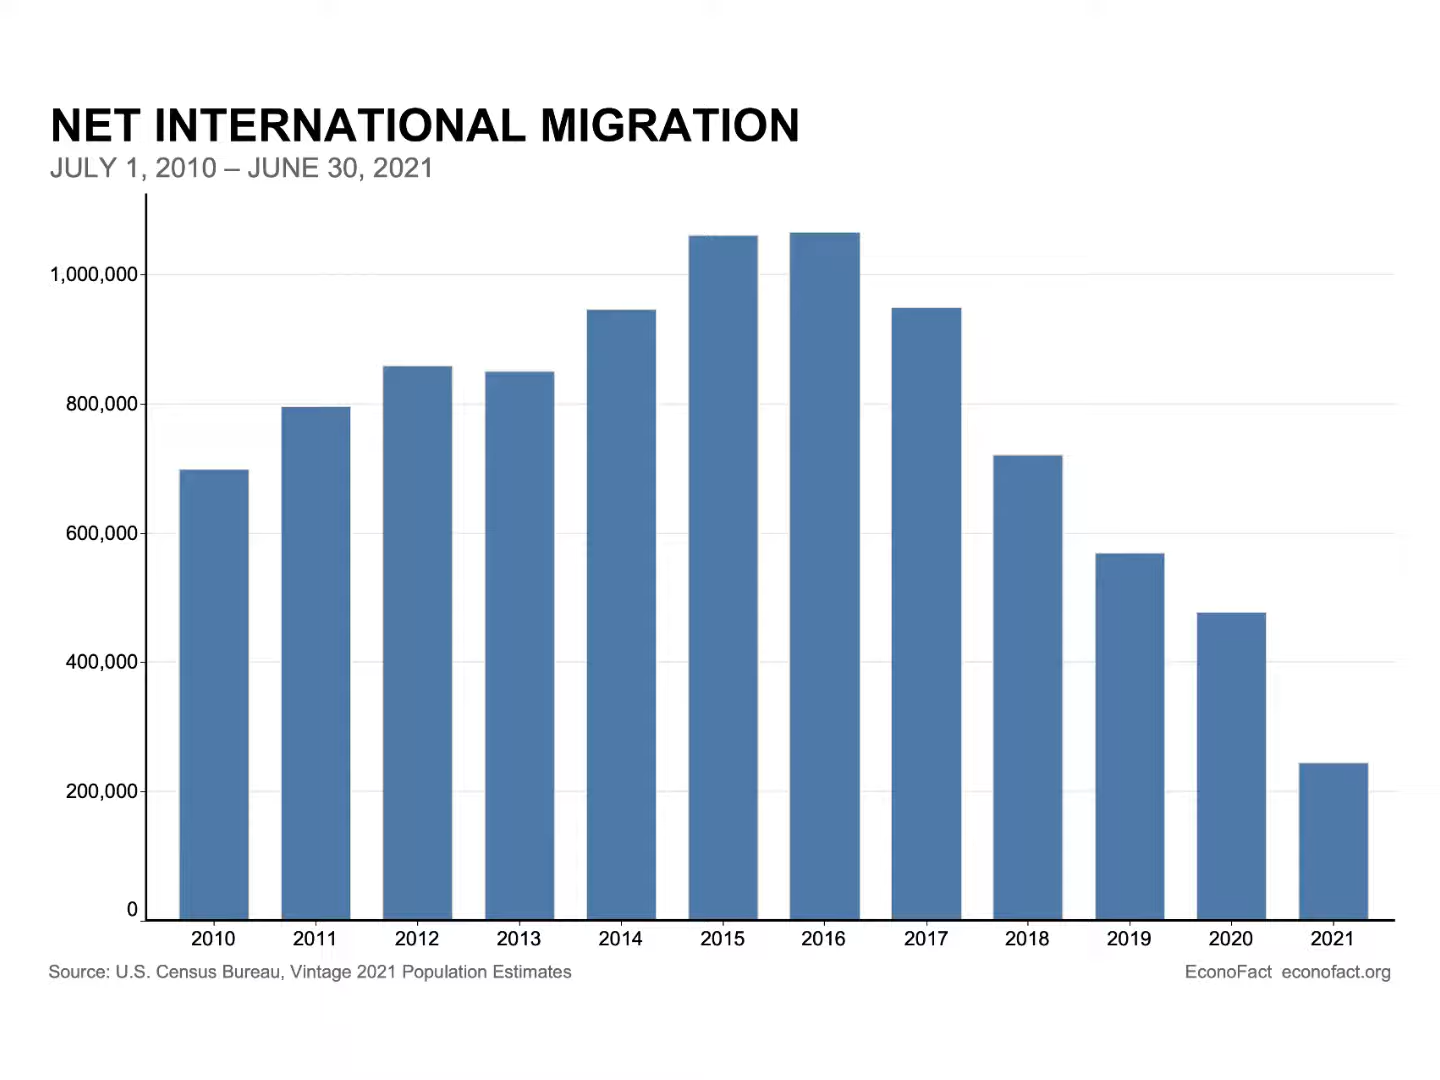 NET INTERNATIONAL MIGRATION
JULY 1, 2010 – JUNE 30, 2021
1,000,000
800,000
600,000
400,000
200,000
0
2010 2011 2012 2013 2014 2015 2016 2017 2018 2019 2020 2021
Source: U.S. Census Bureau, Vintage 2021 Population Estimates
EconoFact econofact.org